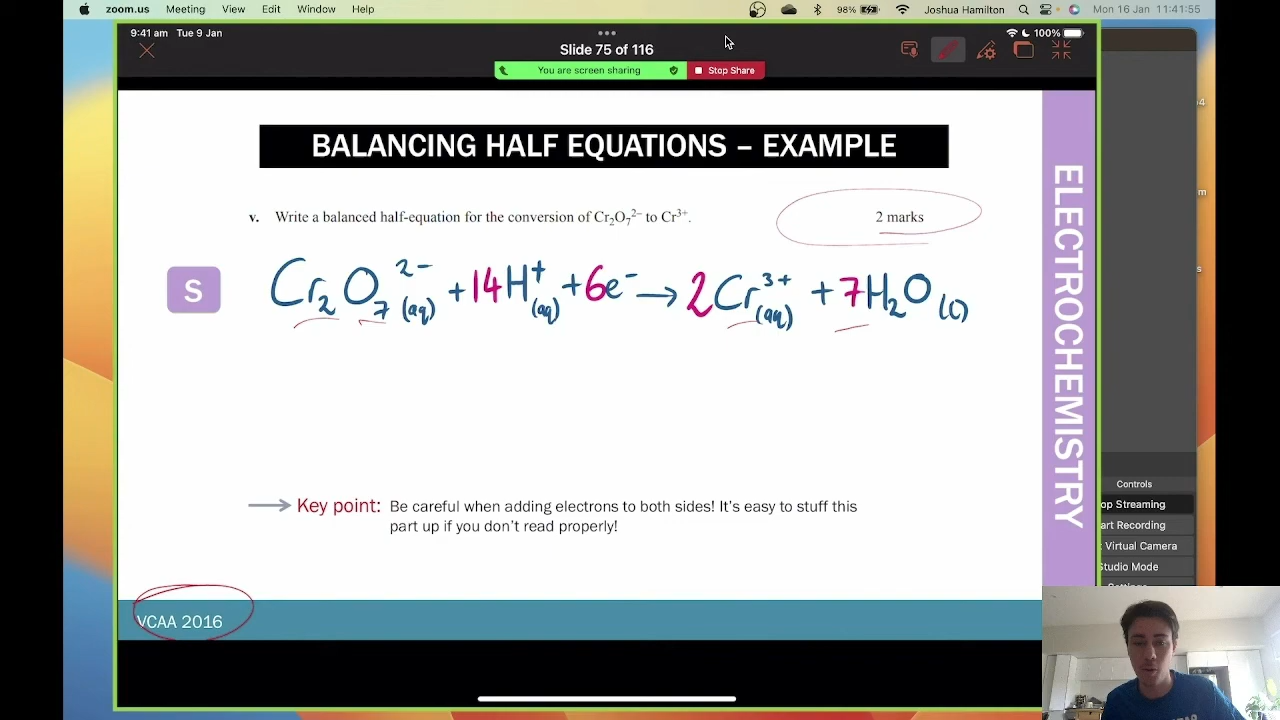 zoom.us Meeting View Edit Window Help 98% Joshua Hamilton Mon 16 Jan 11:41:55
9:41 am Tue 9 Jan 100%
Slide 75 of 116
You are screen sharing Stop Share
BALANCING HALF EQUATIONS – EXAMPLE
v. Write a balanced half-equation for the conversion of Cr₂O₇²⁻ to Cr³⁺. 2 marks
S
Cr₂O₇²⁻(aq) + 14H⁺(aq) + 6e⁻ → 2Cr³⁺(aq) + 7H₂O(l)
Key point: Be careful when adding electrons to both sides! It's easy to stuff this
part up if you don't read properly!
VCAA 2016
ELECTROCHEMISTRY
Controls
op Streaming
art Recording
Virtual Camera
Studio Mode